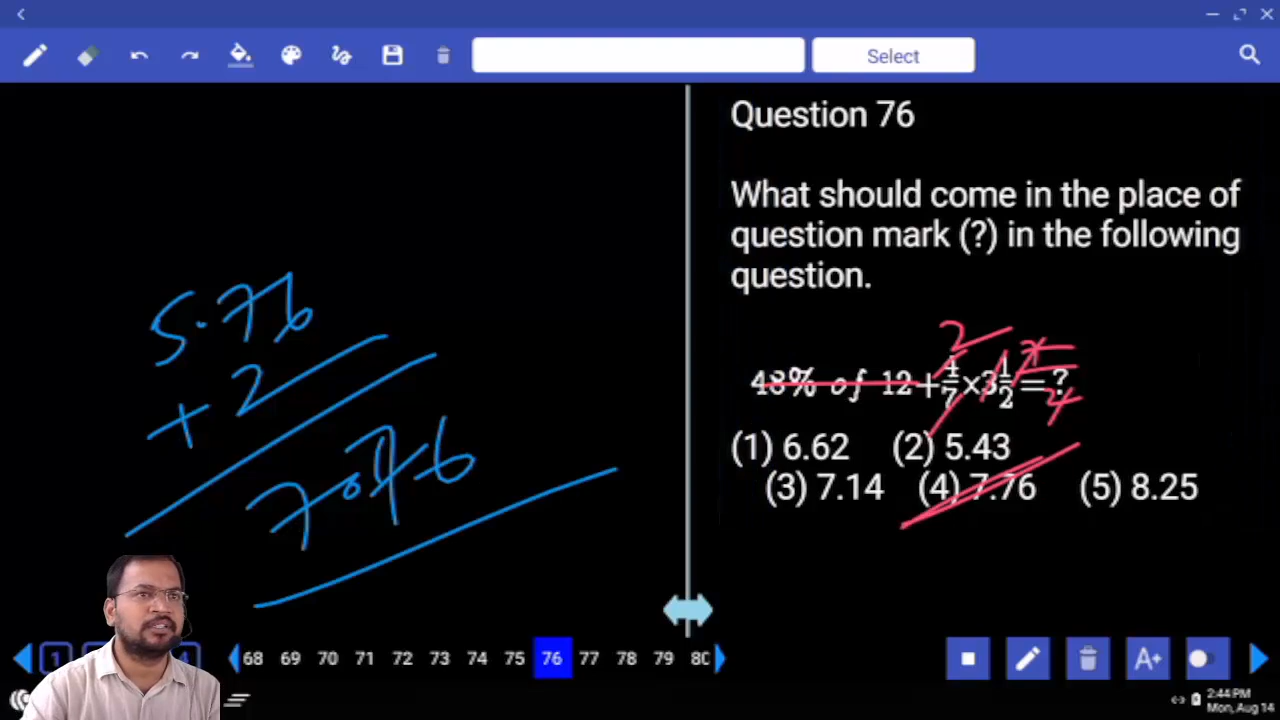 Select
Question 76
What should come in the place of
question mark (?) in the following
question.
48% of 12+4/7×3 1/2=?
2
4
(1) 6.62 (2) 5.43
(3) 7.14 (4) 7.76 (5) 8.25
5.76
+ 2
7.76
68 69 70 71 72 73 74 75 76 77 78 79 80
A+
2:44 PM
Mon, Aug 14